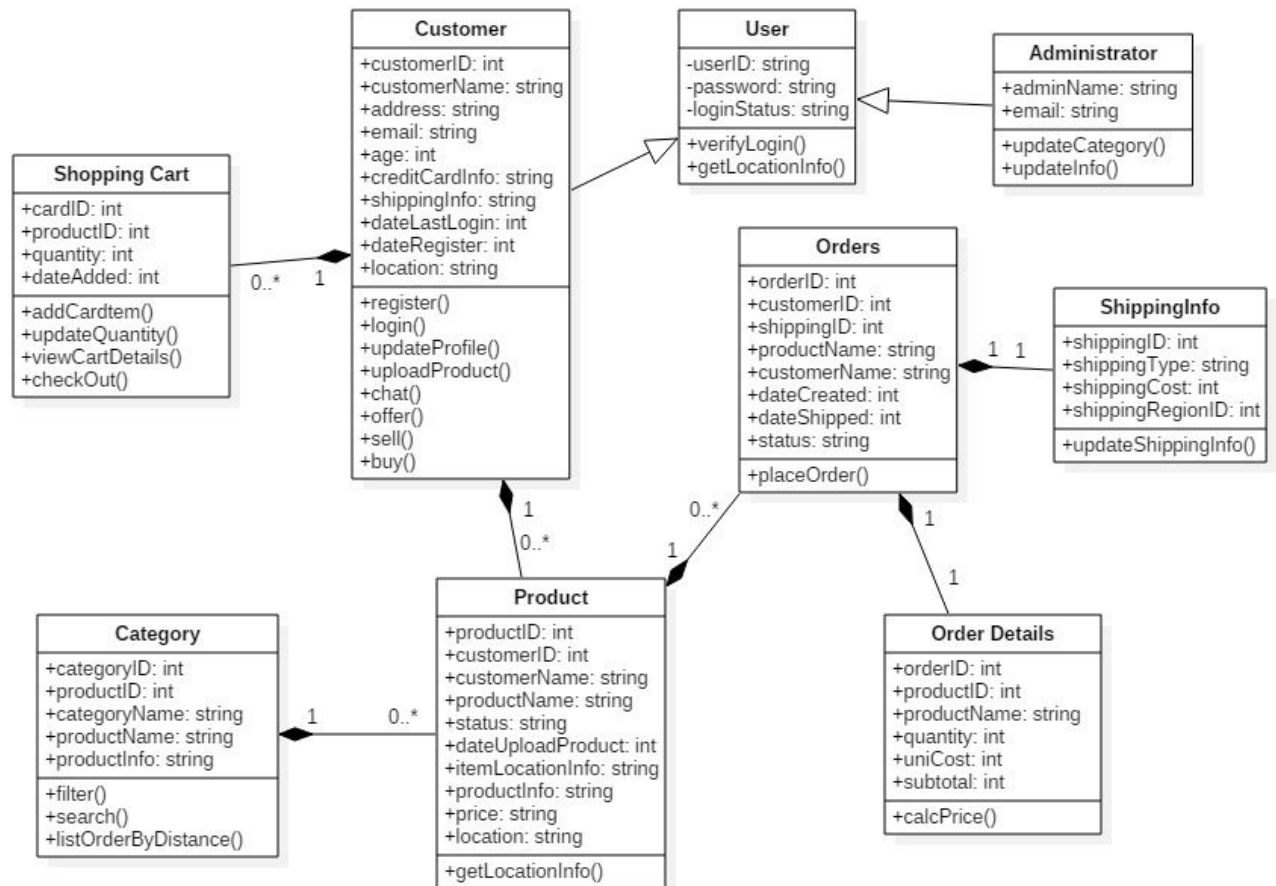 Customer
+customerID: int
+customerName: string
+address: string
+email: string
+age: int
+creditCardInfo: string
+shippingInfo: string
+dateLastLogin: int
+dateRegister: int
+location: string
+register()
+login()
+updateProfile()
+uploadProduct()
+chat()
+offer()
+sell()
+buy()
User
-userID: string
-password: string
-loginStatus: string
+verifyLogin()
+getLocationInfo()
Administrator
+adminName: string
+email: string
+updateCategory()
+updateInfo()
Shopping Cart
+cardID: int
+productID: int
+quantity: int
+dateAdded: int
+addCardtem()
+updateQuantity()
+viewCartDetails()
+checkOut()
0..*
1
Orders
+orderID: int
+customerID: int
+shippingID: int
+productName: string
+customerName: string
+dateCreated: int
+dateShipped: int
+status: string
+placeOrder()
1
1
ShippingInfo
+shippingID: int
+shippingType: string
+shippingCost: int
+shippingRegionID: int
+updateShippingInfo()
1
0..*
0..*
1
1
1
Category
+categoryID: int
+productID: int
+categoryName: string
+productName: string
+productInfo: string
+filter()
+search()
+listOrderByDistance()
1
0..*
Product
+productID: int
+customerID: int
+customerName: string
+productName: string
+status: string
+dateUploadProduct: int
+itemLocationInfo: string
+productInfo: string
+price: string
+location: string
+getLocationInfo()
Order Details
+orderID: int
+productID: int
+productName: string
+quantity: int
+uniCost: int
+subtotal: int
+calcPrice()